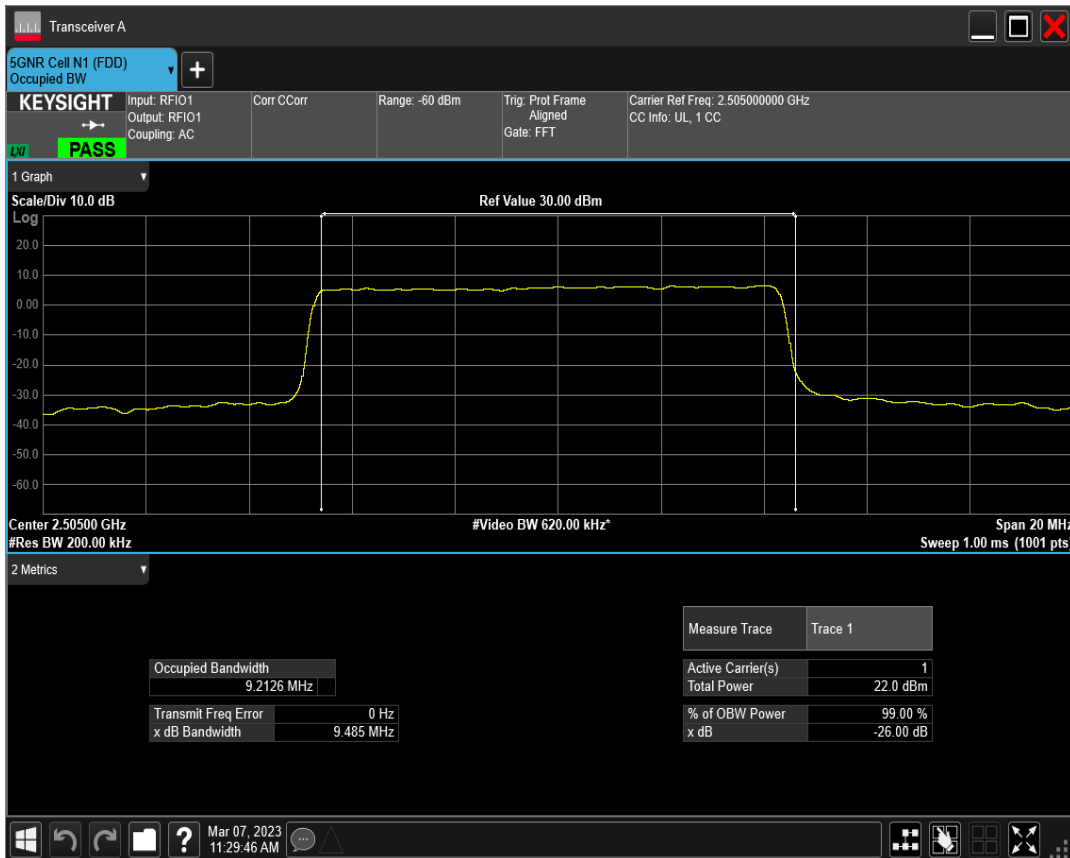 Transceiver A
5GNR Cell N1 (FDD)
Occupied BW
KEYSIGHT
LXI
PASS
Input: RFIO1
Output: RFIO1
Coupling: AC
Corr CCorr
Range: -60 dBm
Trig: Prot Frame
Aligned
Gate: FFT
Carrier Ref Freq: 2.505000000 GHz
CC Info: UL, 1 CC
1 Graph
Scale/Div 10.0 dB
Ref Value 30.00 dBm
Log
20.0
10.0
0.00
-10.0
-20.0
-30.0
-40.0
-50.0
-60.0
Center 2.50500 GHz
#Video BW 620.00 kHz*
Span 20 MHz
#Res BW 200.00 kHz
Sweep 1.00 ms (1001 pts)
2 Metrics
Measure Trace Trace 1
Occupied Bandwidth
9.2126 MHz
Active Carrier(s) 1
Total Power 22.0 dBm
Transmit Freq Error 0 Hz
x dB Bandwidth 9.485 MHz
% of OBW Power 99.00 %
x dB -26.00 dB
?
Mar 07, 2023
11:29:46 AM